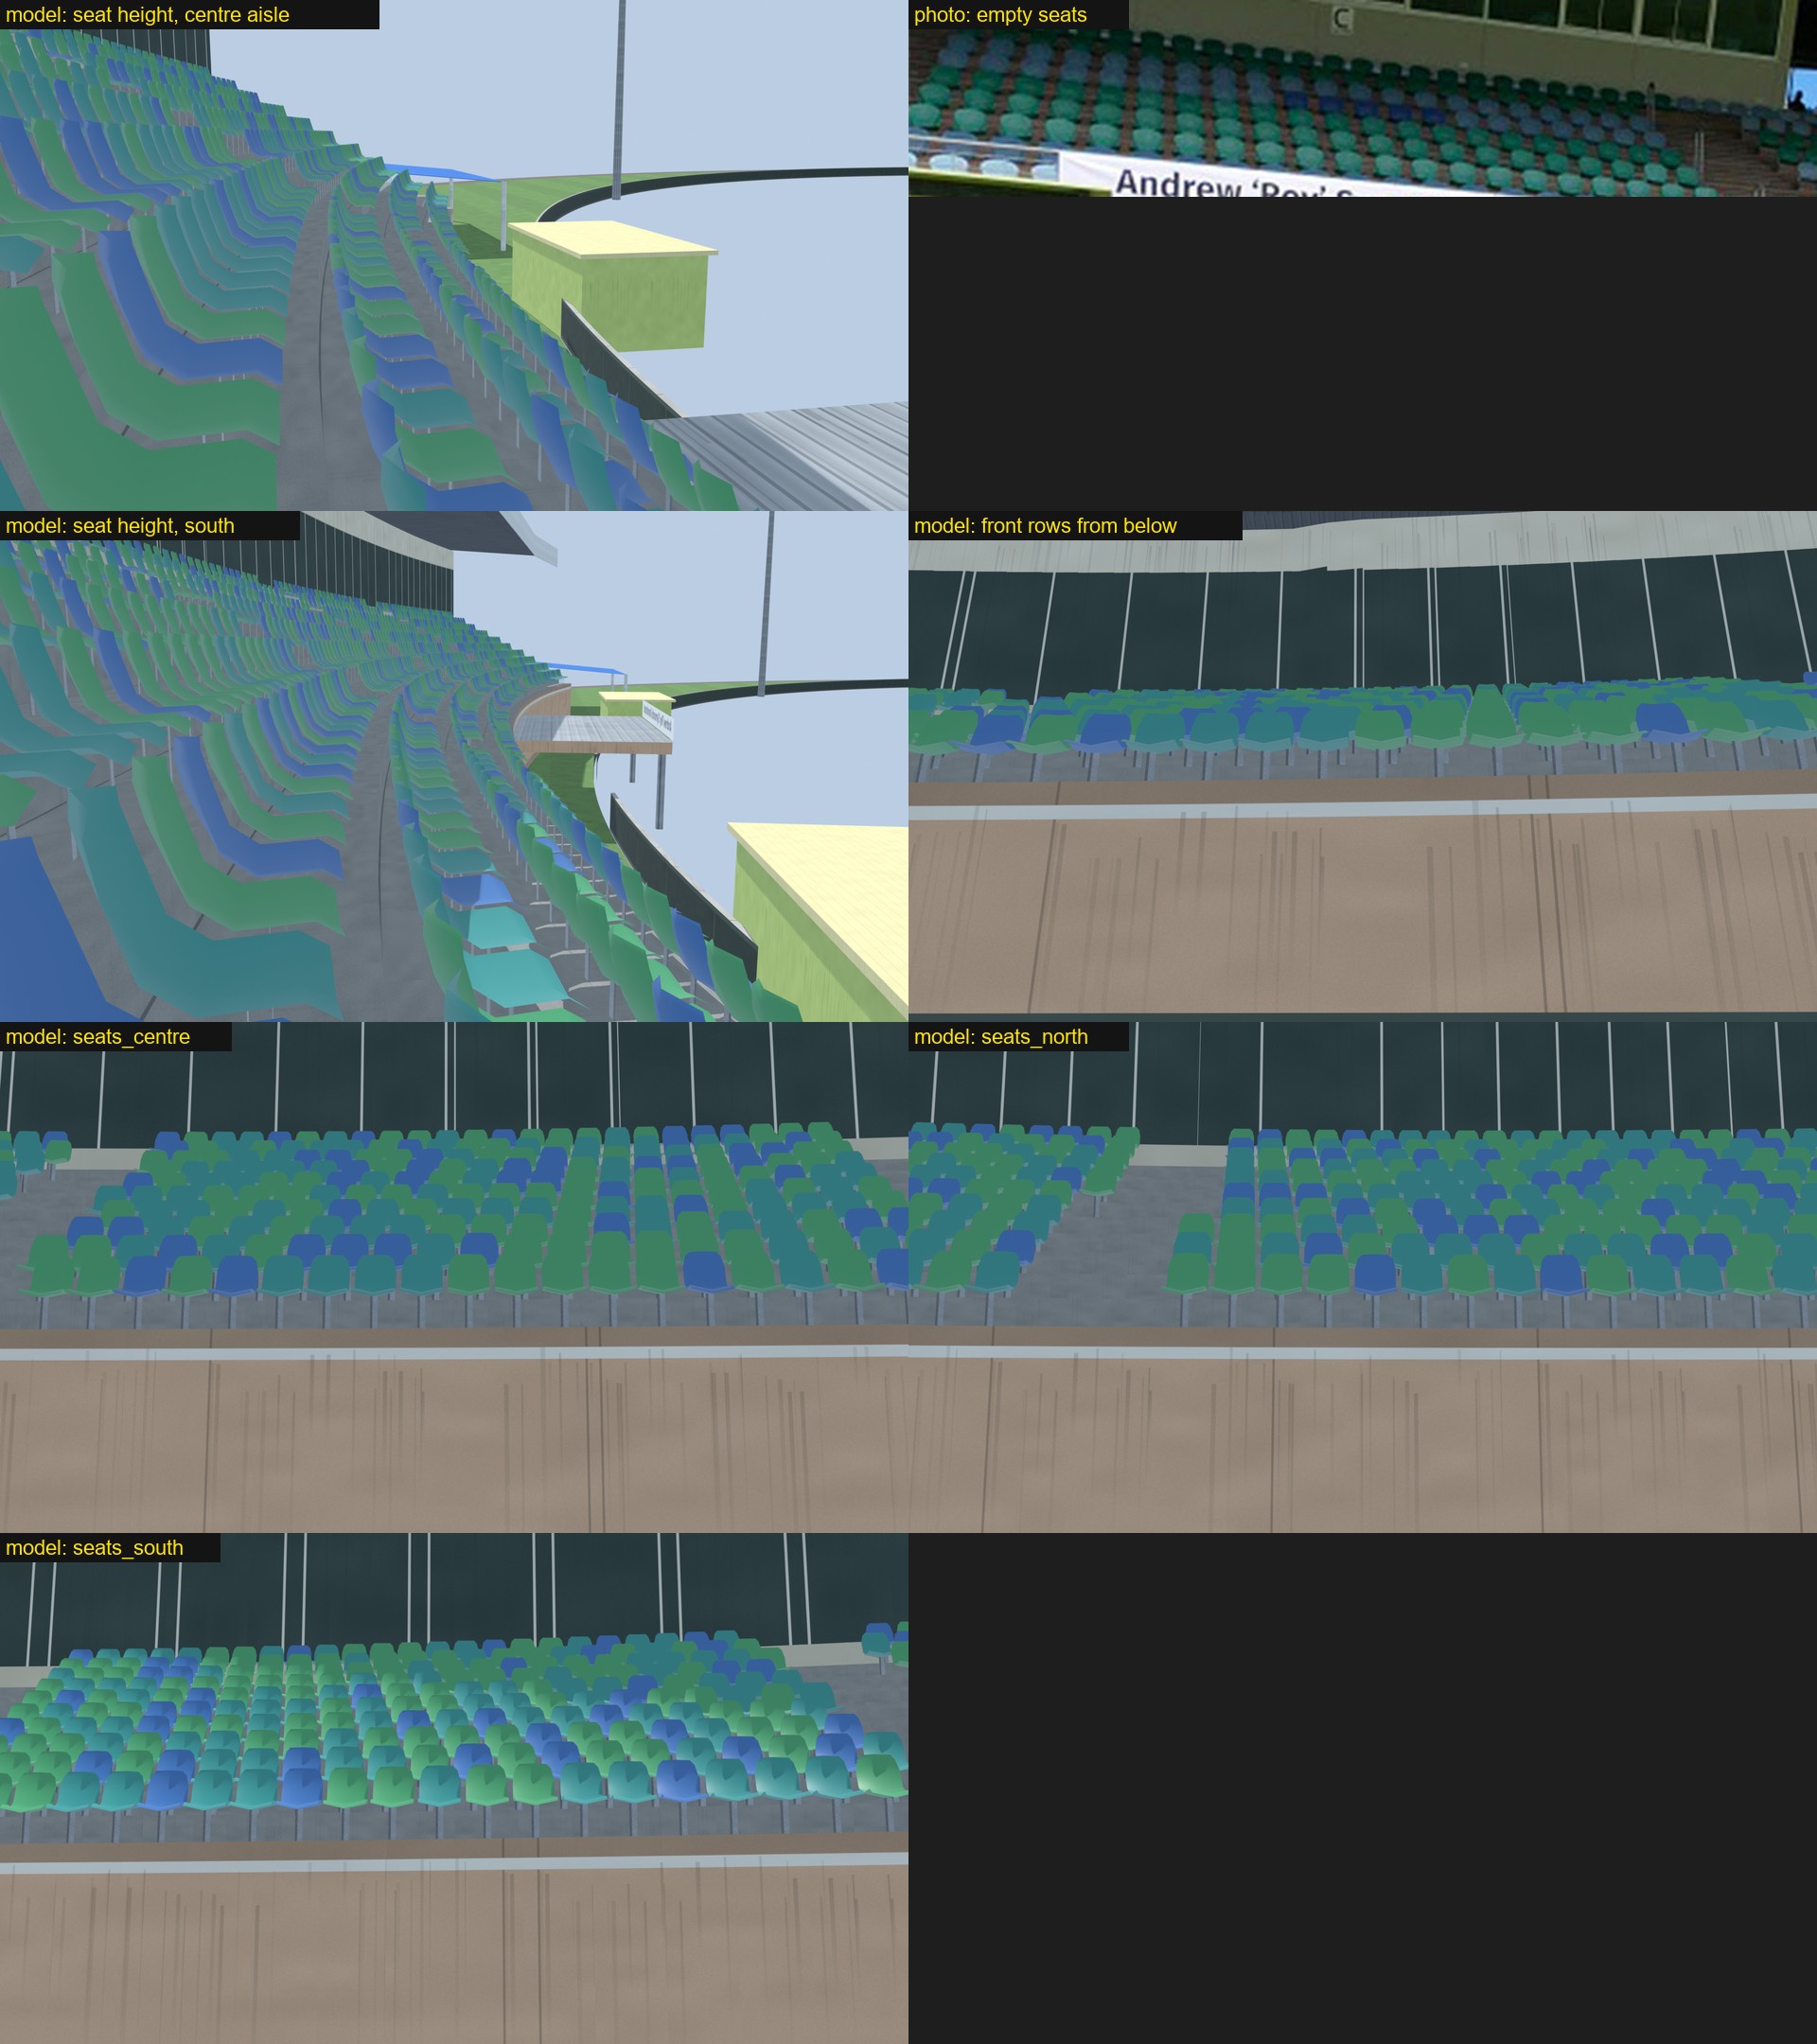 model: seat height, centre aisle
photo: empty seats
C
Andrew 'Roy' S
model: seat height, south
model: front rows from below
model: seats_centre
model: seats_north
model: seats_south